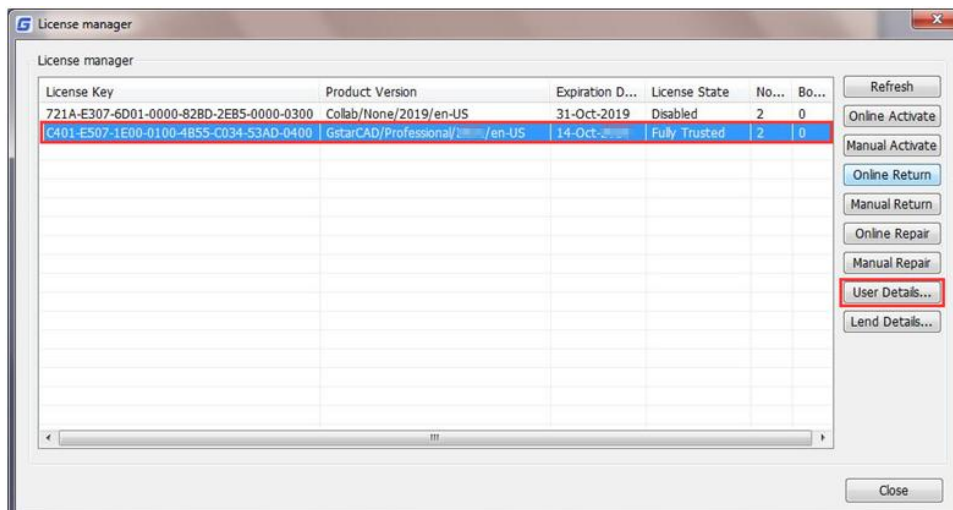 License manager
License manager
License Key Product Version Expiration D... License State No... Bo...
721A-E307-6D01-0000-82BD-2EB5-0000-0300 Collab/None/2019/en-US 31-Oct-2019 Disabled 2 0
C401-E507-1E00-0100-4B55-C034-53AD-0400 GstarCAD/Professional/ /en-US 14-Oct- Fully Trusted 2 0
Refresh
Online Activate
Manual Activate
Online Return
Manual Return
Online Repair
Manual Repair
User Details...
Lend Details...
Close